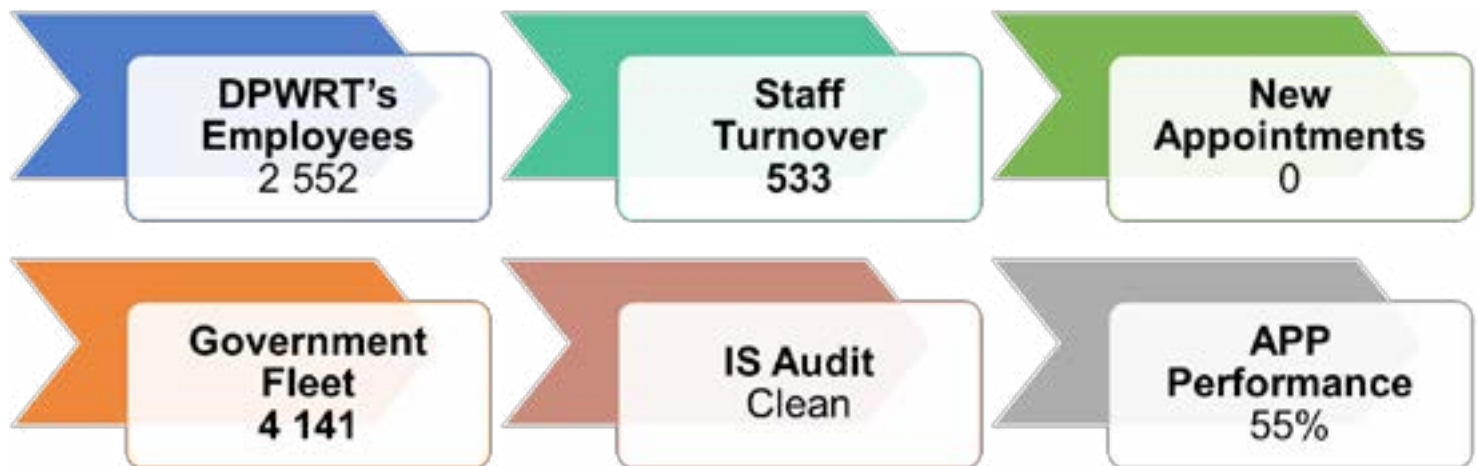 DPWRT’s
Employees
2 552
Staff
Turnover
533
New
Appointments
0
Government
Fleet
4 141
IS Audit
Clean
APP
Performance
55%